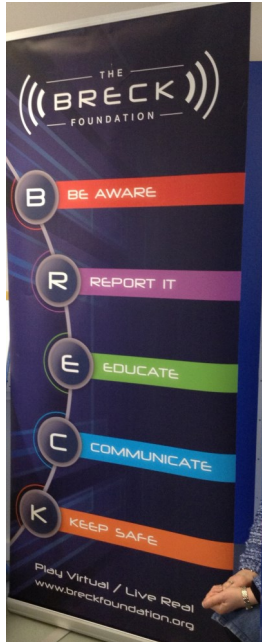 THE
BRECK
FOUNDATION
B BE AWARE
R REPORT IT
E EDUCATE
C COMMUNICATE
K KEEP SAFE
Play Virtual / Live Real
www.breckfoundation.org